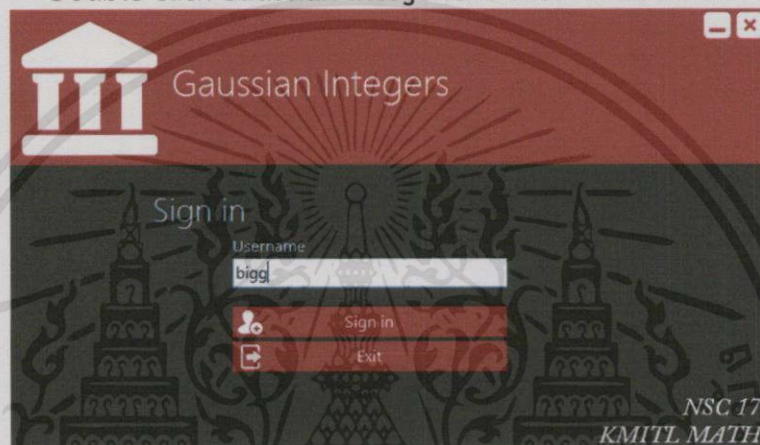 Gaussian Integers
Sign in
Username
bigg
Sign in
Exit
NSC 17
KMITL MATH